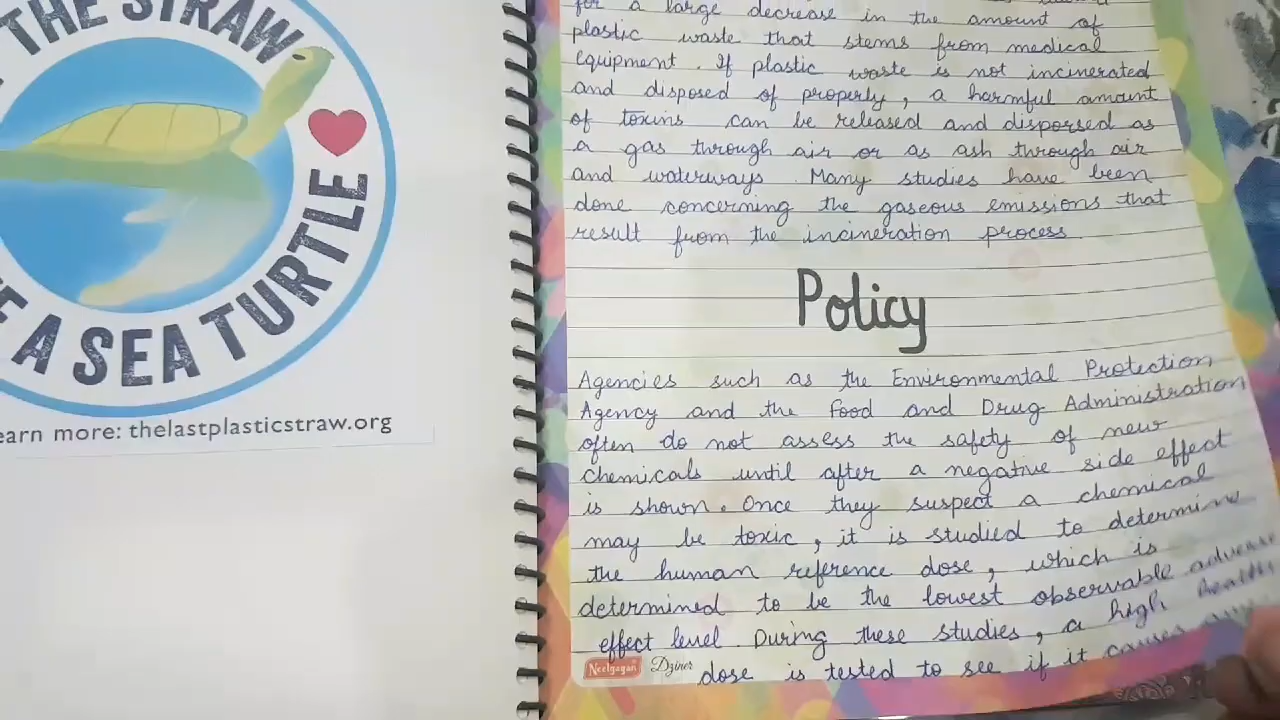 THE STRAW
A SEA TURTLE
earn more: thelastplasticstraw.org
for a large decrease in the amount of
plastic waste that stems from medical
equipment. If plastic waste is not incinerated
and disposed of properly, a harmful amount
of toxins can be released and dispersed as
a gas through air or as ash through air
and waterways. Many studies have been
done concerning the gaseous emissions that
result from the incineration process
Policy
Agencies such as the Environmental Protection
Agency and the Food and Drug Administration
often do not assess the safety of new
chemicals until after a negative side effect
is shown. Once they suspect a chemical
may be toxic, it is studied to determine
the human reference dose, which is
determined to be the lowest observable adverse
effect level. During these studies, a high health
dose is tested to see if it causes any
Neelgagan Dziner